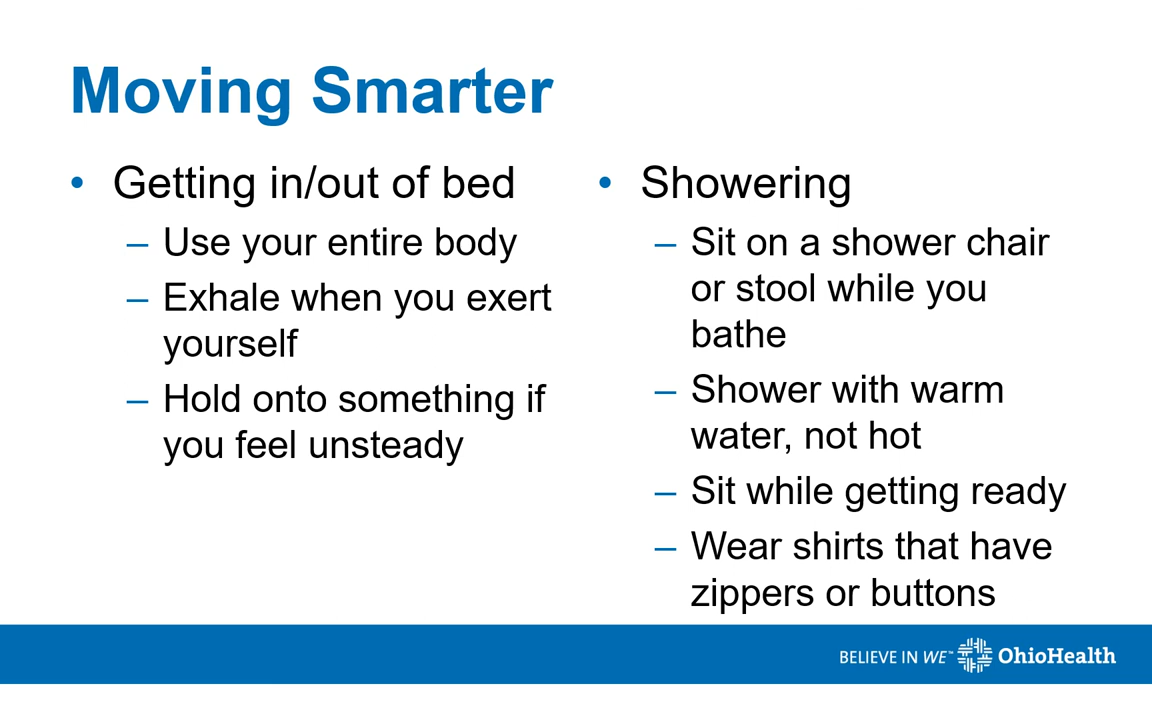 Moving Smarter
• Getting in/out of bed
– Use your entire body
– Exhale when you exert
yourself
– Hold onto something if
you feel unsteady
• Showering
– Sit on a shower chair
or stool while you
bathe
– Shower with warm
water, not hot
– Sit while getting ready
– Wear shirts that have
zippers or buttons
BELIEVE IN WE™ OhioHealth